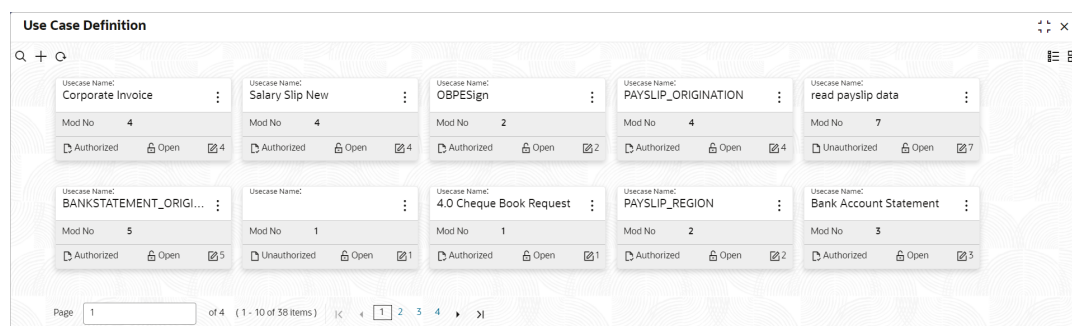 Use Case Definition
Usecase Name:
Corporate Invoice
Mod No 4
Authorized Open 4
Usecase Name:
Salary Slip New
Mod No 4
Authorized Open 4
Usecase Name:
OBPESign
Mod No 2
Authorized Open 2
Usecase Name:
PAYSLIP_ORIGINATION
Mod No 4
Authorized Open 4
Usecase Name:
read payslip data
Mod No 7
Unauthorized Open 7
Usecase Name:
BANKSTATEMENT_ORIGI...
Mod No 5
Authorized Open 5
Usecase Name:
Mod No 1
Unauthorized Open 1
Usecase Name:
4.0 Cheque Book Request
Mod No 1
Authorized Open 1
Usecase Name:
PAYSLIP_REGION
Mod No 2
Authorized Open 2
Usecase Name:
Bank Account Statement
Mod No 3
Authorized Open 3
Page 1 of 4 (1 - 10 of 38 items) 1 2 3 4